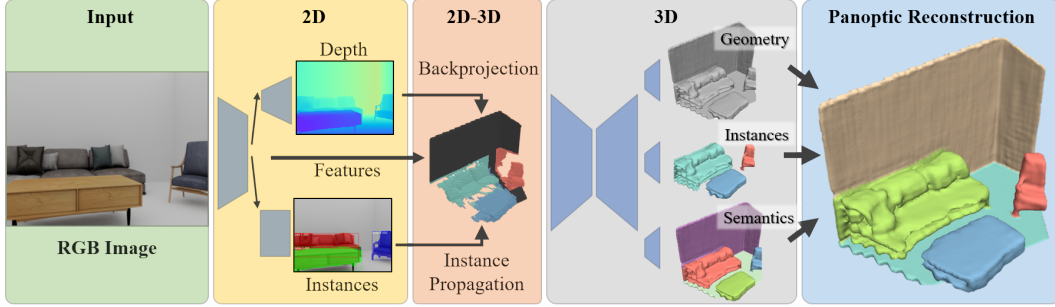 Input
RGB Image
2D
Depth
Features
Instances
2D-3D
Backprojection
Instance
Propagation
3D
Geometry
Instances
Semantics
Panoptic Reconstruction